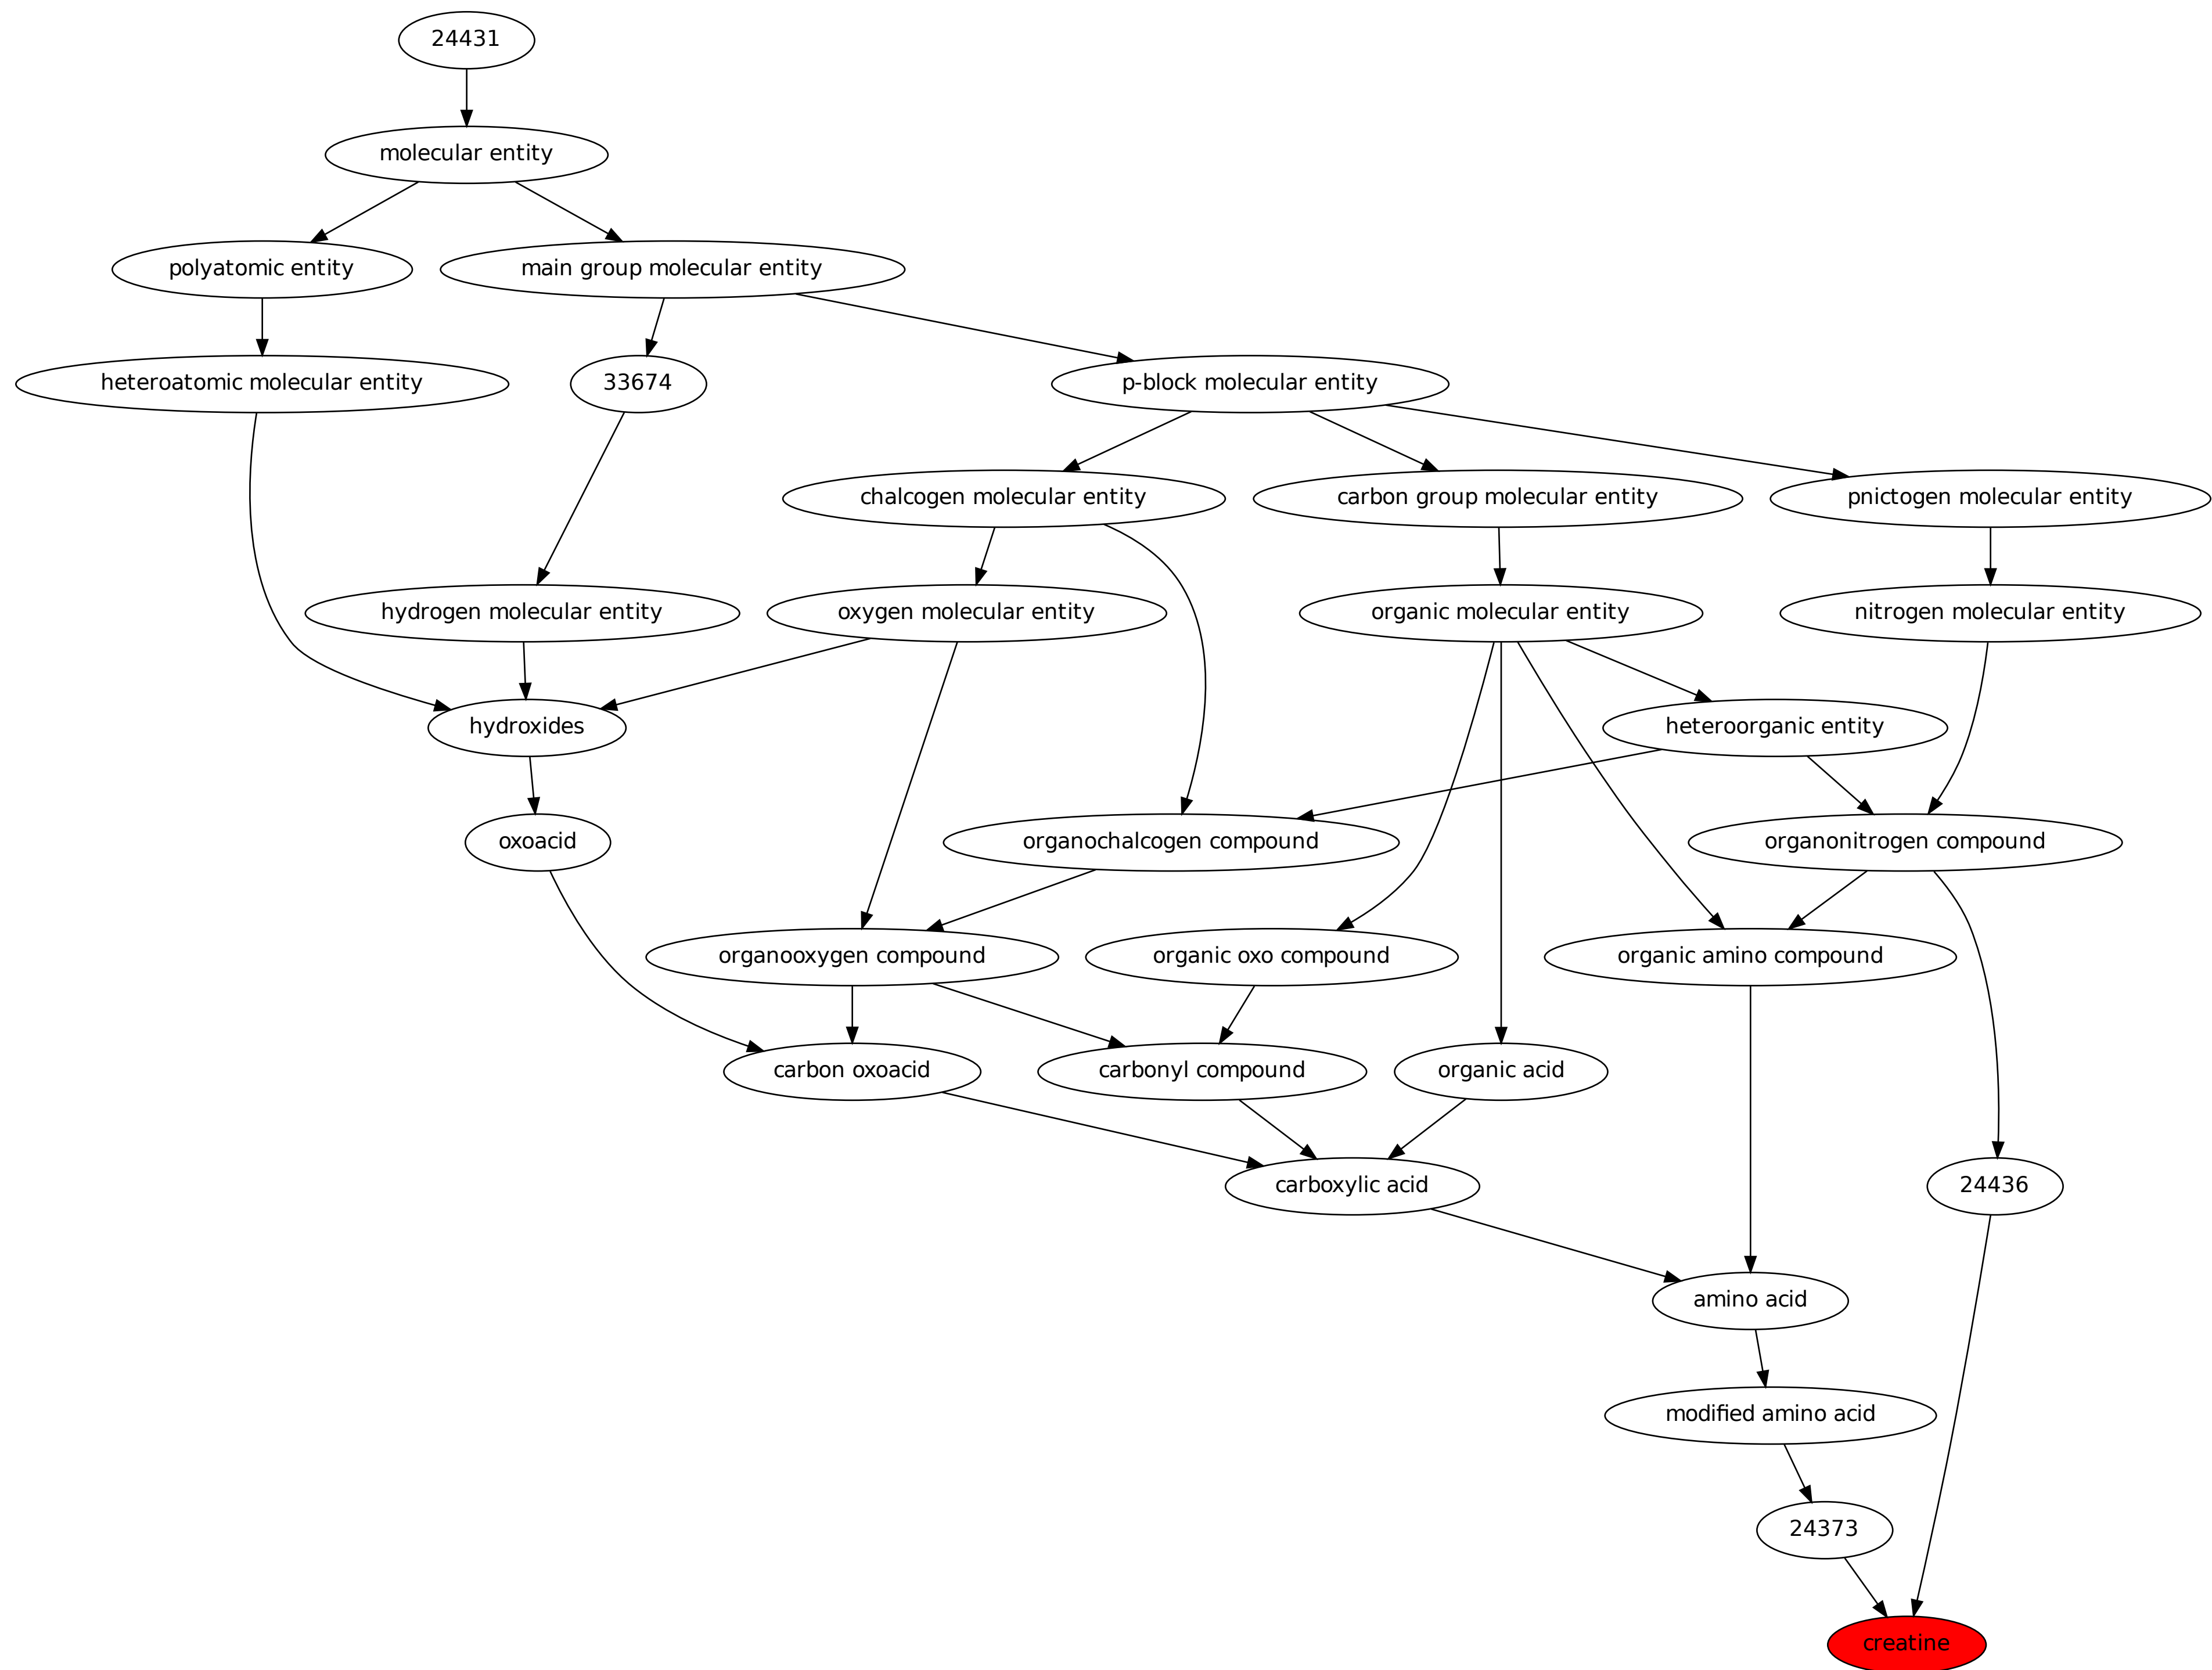 24431
molecular entity
polyatomic entity
main group molecular entity
heteroatomic molecular entity
33674
p-block molecular entity
chalcogen molecular entity
carbon group molecular entity
pnictogen molecular entity
hydrogen molecular entity
oxygen molecular entity
organic molecular entity
nitrogen molecular entity
hydroxides
heteroorganic entity
oxoacid
organochalcogen compound
organonitrogen compound
organooxygen compound
organic oxo compound
organic amino compound
carbon oxoacid
carbonyl compound
organic acid
carboxylic acid
24436
amino acid
modified amino acid
24373
creatine